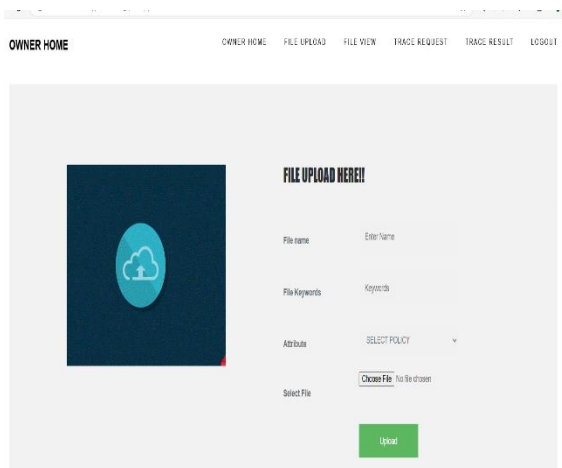 OWNER HOME
OWNER HOME FILE UPLOAD FILE VIEW TRACE REQUEST TRACE RESULT LOGOUT
FILE UPLOAD HERE!!
File name Enter Name
File Keywords Keywords
Attribute SELECT POLICY
Select File Choose File No file chosen
Upload